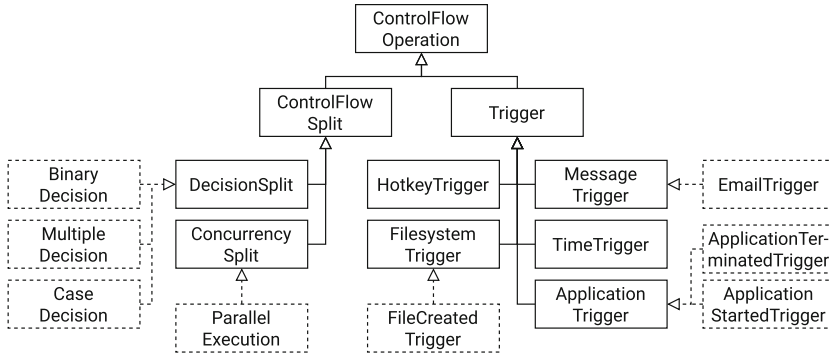 ControlFlow
Operation
ControlFlow
Split
Trigger
Binary
Decision
DecisionSplit
HotkeyTrigger
Message
Trigger
EmailTrigger
Multiple
Decision
Concurrency
Split
Filesystem
Trigger
TimeTrigger
ApplicationTer-
minatedTrigger
Case
Decision
Parallel
Execution
FileCreated
Trigger
Application
Trigger
Application
StartedTrigger